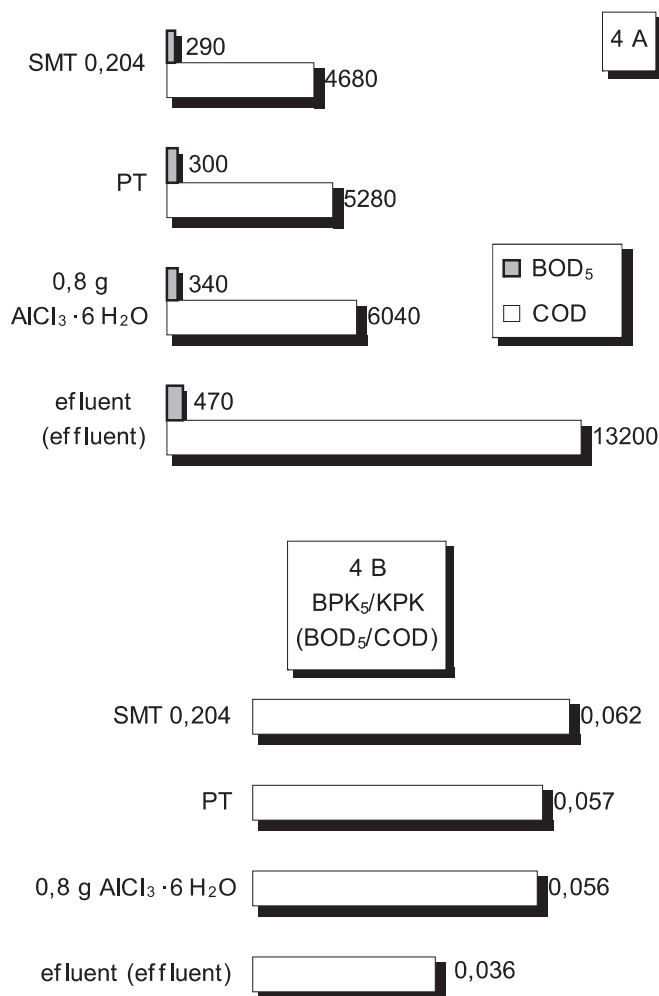 4 A
SMT 0,204
290
4680
PT
300
5280
0,8 g
AlCl₃ · 6 H₂O
340
6040
BOD₅
COD
efluent
(effluent)
470
13200
4 B
BPK₅/KPK
(BOD₅/COD)
SMT 0,204
0,062
PT
0,057
0,8 g AlCl₃ · 6 H₂O
0,056
efluent (effluent)
0,036